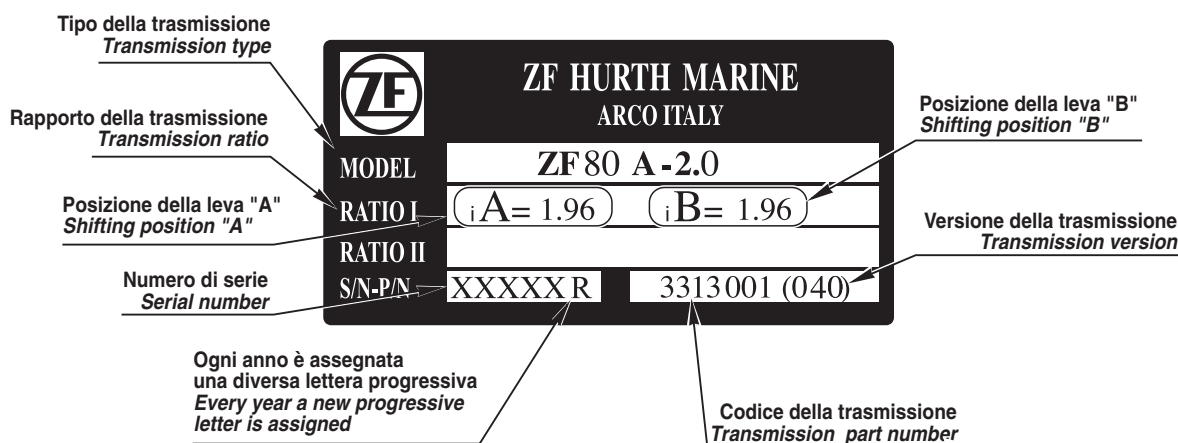 Tipo della trasmissione
Transmission type
Rapporto della trasmissione
Transmission ratio
Posizione della leva "A"
Shifting position "A"
Numero di serie
Serial number
ZF
ZF HURTH MARINE
ARCO ITALY
MODEL ZF80 A-2.0
RATIO I iA= 1.96 iB= 1.96
RATIO II
S/N-P/N XXXXX R 3313001 (040)
Posizione della leva "B"
Shifting position "B"
Versione della trasmissione
Transmission version
Ogni anno è assegnata
una diversa lettera progressiva
Every year a new progressive
letter is assigned
Codice della trasmissione
Transmission part number